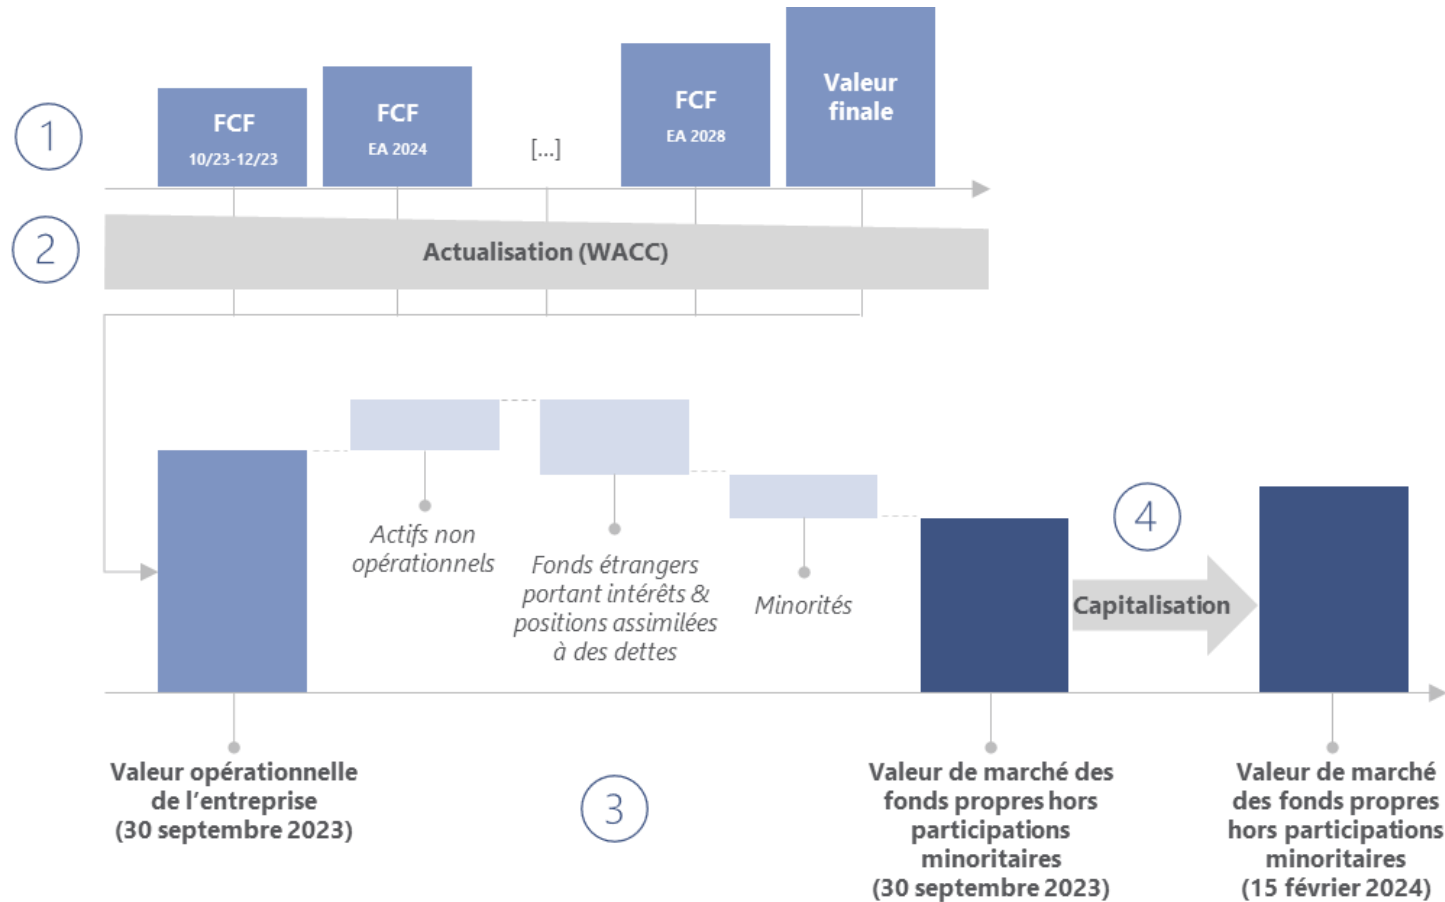 1
FCF
10/23-12/23
FCF
EA 2024
[...]
FCF
EA 2028
Valeur
finale
2
Actualisation (WACC)
Actifs non
opérationnels
Fonds étrangers
portant intérêts &
positions assimilées
à des dettes
Minorités
4
Capitalisation
Valeur opérationnelle
de l’entreprise
(30 septembre 2023)
3
Valeur de marché des
fonds propres hors
participations
minoritaires
(30 septembre 2023)
Valeur de marché
des fonds propres
hors participations
minoritaires
(15 février 2024)